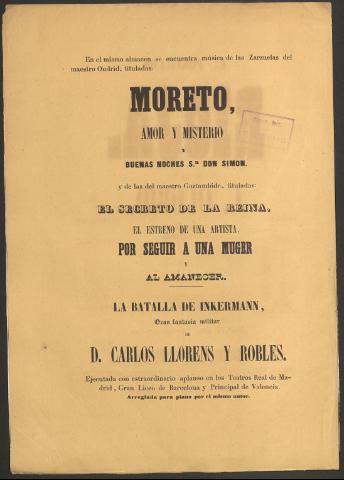 En el mismo almacen se encuentra música de las Zarzuelas del
maestro Oudrid, tituladas:
MORETO,
AMOR Y MISTERIO
Y
BUENAS NOCHES S.ᴿ DON SIMON.
y de las del maestro Gaztambide, tituladas:
EL SECRETO DE LA REINA.
EL ESTRENO DE UNA ARTISTA.
POR SEGUIR A UNA MUGER
Y
AL AMANECER.
LA BATALLA DE INKERMANN,
Gran fantasía militar
DE
D. CARLOS LLORENS Y ROBLES.
Ejecutada con estraordinario aplauso en los Teatros Real de Ma-
drid, Gran Liceo de Barcelona y Principal de Valencia.
Arreglada para piano por el mismo autor.